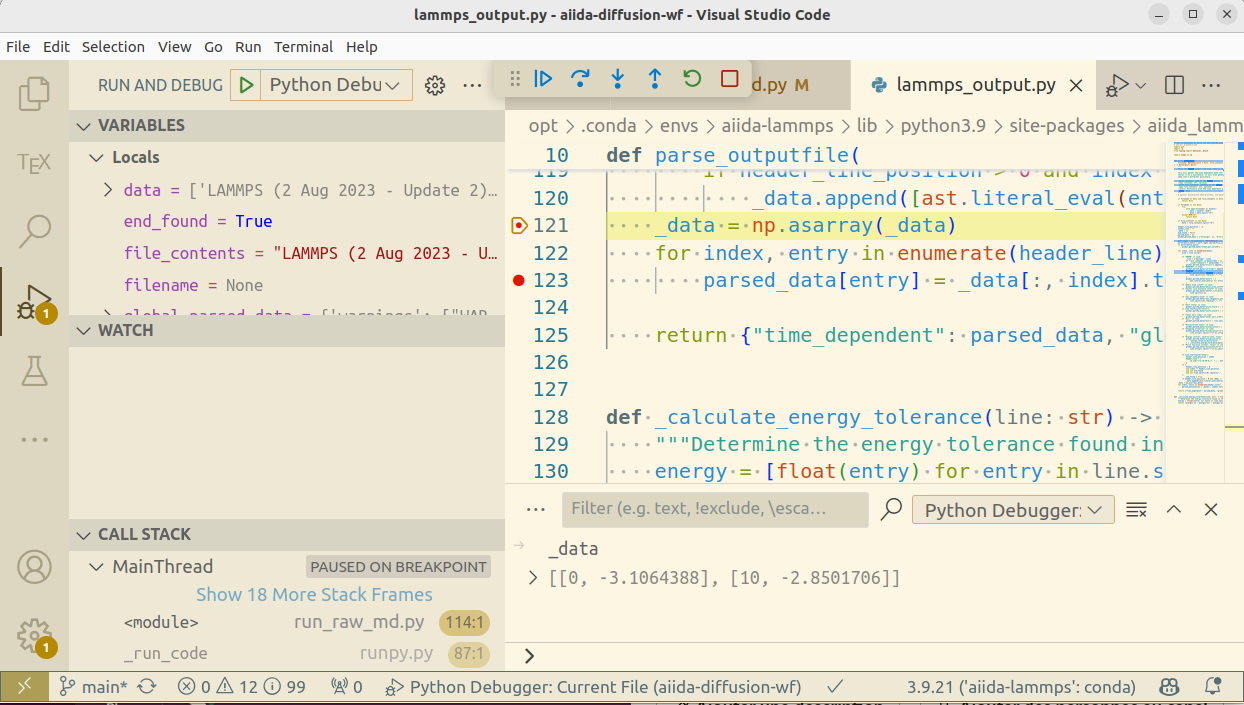 lammps_output.py - aiida-diffusion-wf - Visual Studio Code
File Edit Selection View Go Run Terminal Help
RUN AND DEBUG Python Debu
d.py M
lammps_output.py
TEX
VARIABLES
Locals
data = ['LAMMPS (2 Aug 2023 - Update 2)...
end_found = True
file_contents = "LAMMPS (2 Aug 2023 - U...
filename = None
global_parsed_data = {'warnings': ["WAR
WATCH
CALL STACK
MainThread PAUSED ON BREAKPOINT
Show 18 More Stack Frames
<module> run_raw_md.py 114:1
_run_code runpy.py 87:1
1
1
opt > .conda > envs > aiida-lammps > lib > python3.9 > site-packages > aiida_lamm
10 def parse_outputfile(
119 if header_line_position > 0 and index
120 ············_data.append([ast.literal_eval(ent
121 ····_data·=·np.asarray(_data)
122 ····for·index,·entry·in·enumerate(header_line)
123 ········parsed_data[entry]·=·_data[:,·index].t
124
125 ····return·{"time_dependent":·parsed_data,·"gl
126
127
128 def·_calculate_energy_tolerance(line:·str)·->·
129 ····"""Determine·the·energy·tolerance·found·in
130 ····energy·=·[float(entry)·for·entry·in·line.s
Filter (e.g. text, !exclude, \esca... Python Debugger:
_data
[[0, -3.1064388], [10, -2.8501706]]
main* 0 12 99 0 Python Debugger: Current File (aiida-diffusion-wf) 3.9.21 ('aiida-lammps': conda)